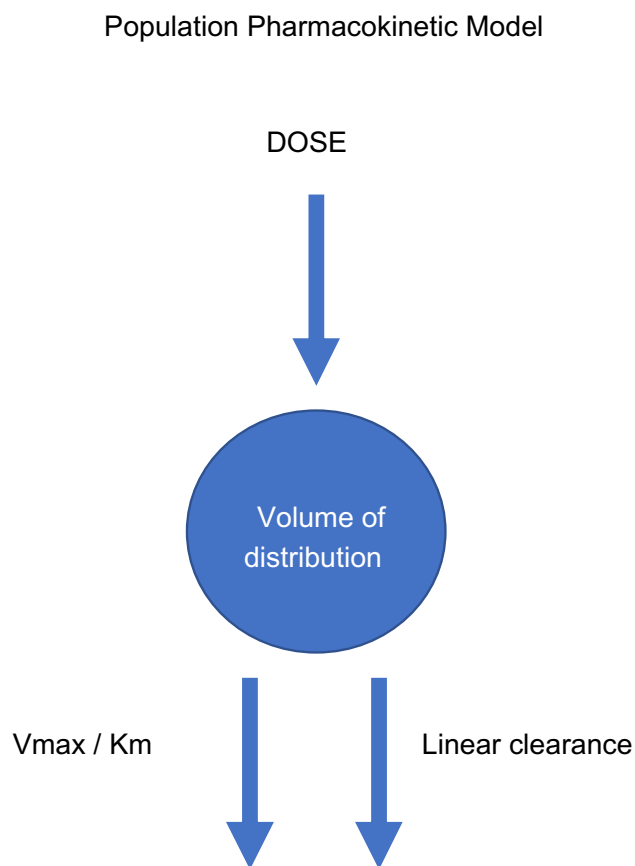 Population Pharmacokinetic Model
DOSE
Volume of
distribution
Vmax / Km
Linear clearance